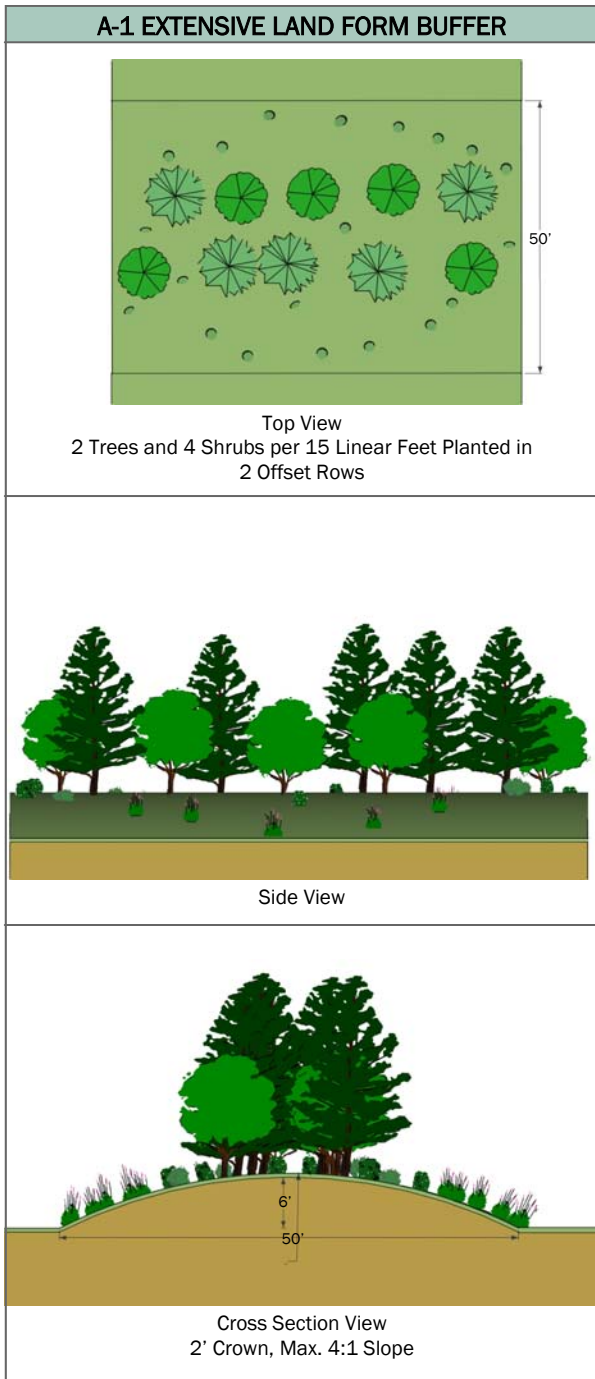 A-1 EXTENSIVE LAND FORM BUFFER
50'
Top View
2 Trees and 4 Shrubs per 15 Linear Feet Planted in
2 Offset Rows
Side View
6'
50'
Cross Section View
2' Crown, Max. 4:1 Slope